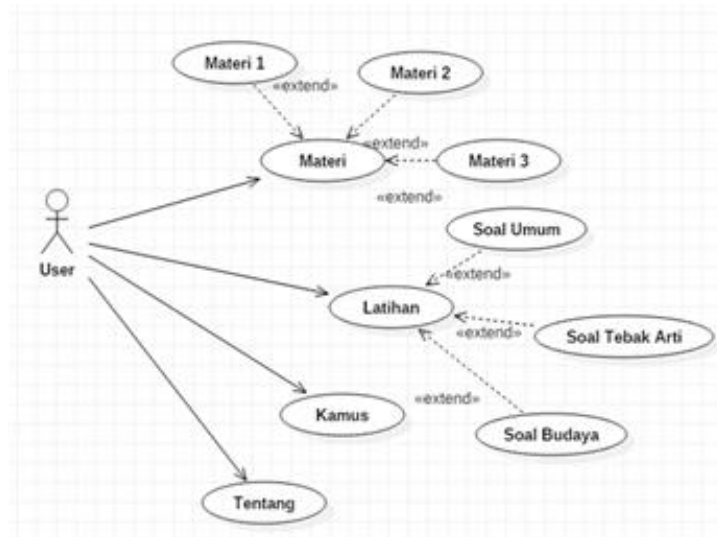 Materi 1
Materi 2
«extend»
«extend»
Materi
Materi 3
«extend»
Soal Umum
User
«extend»
Latihan
«extend»
Soal Tebak Arti
«extend»
Kamus
Soal Budaya
Tentang